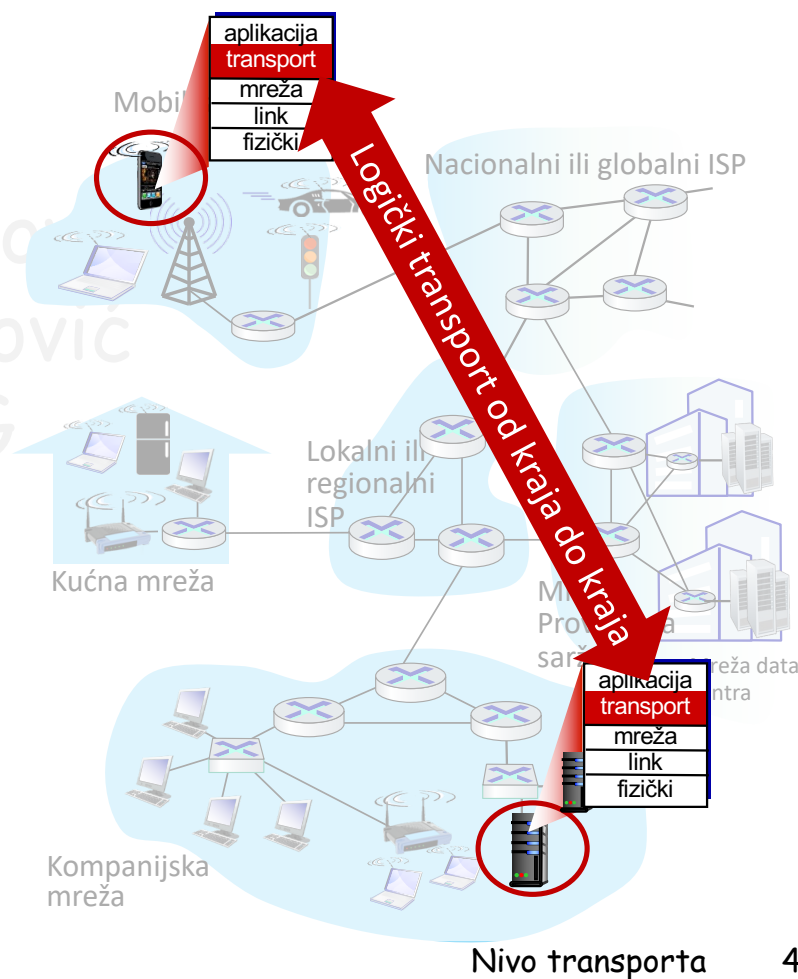 aplikacija
transport
mreža
link
fizički
Nacionalni ili globalni ISP
Logički transport od kraja do kraja
Lokalni ili
regionalni
ISP
Kućna mreža
aplikacija
transport
mreža
link
fizički
Kompanijska
mreža
Nivo transporta 4